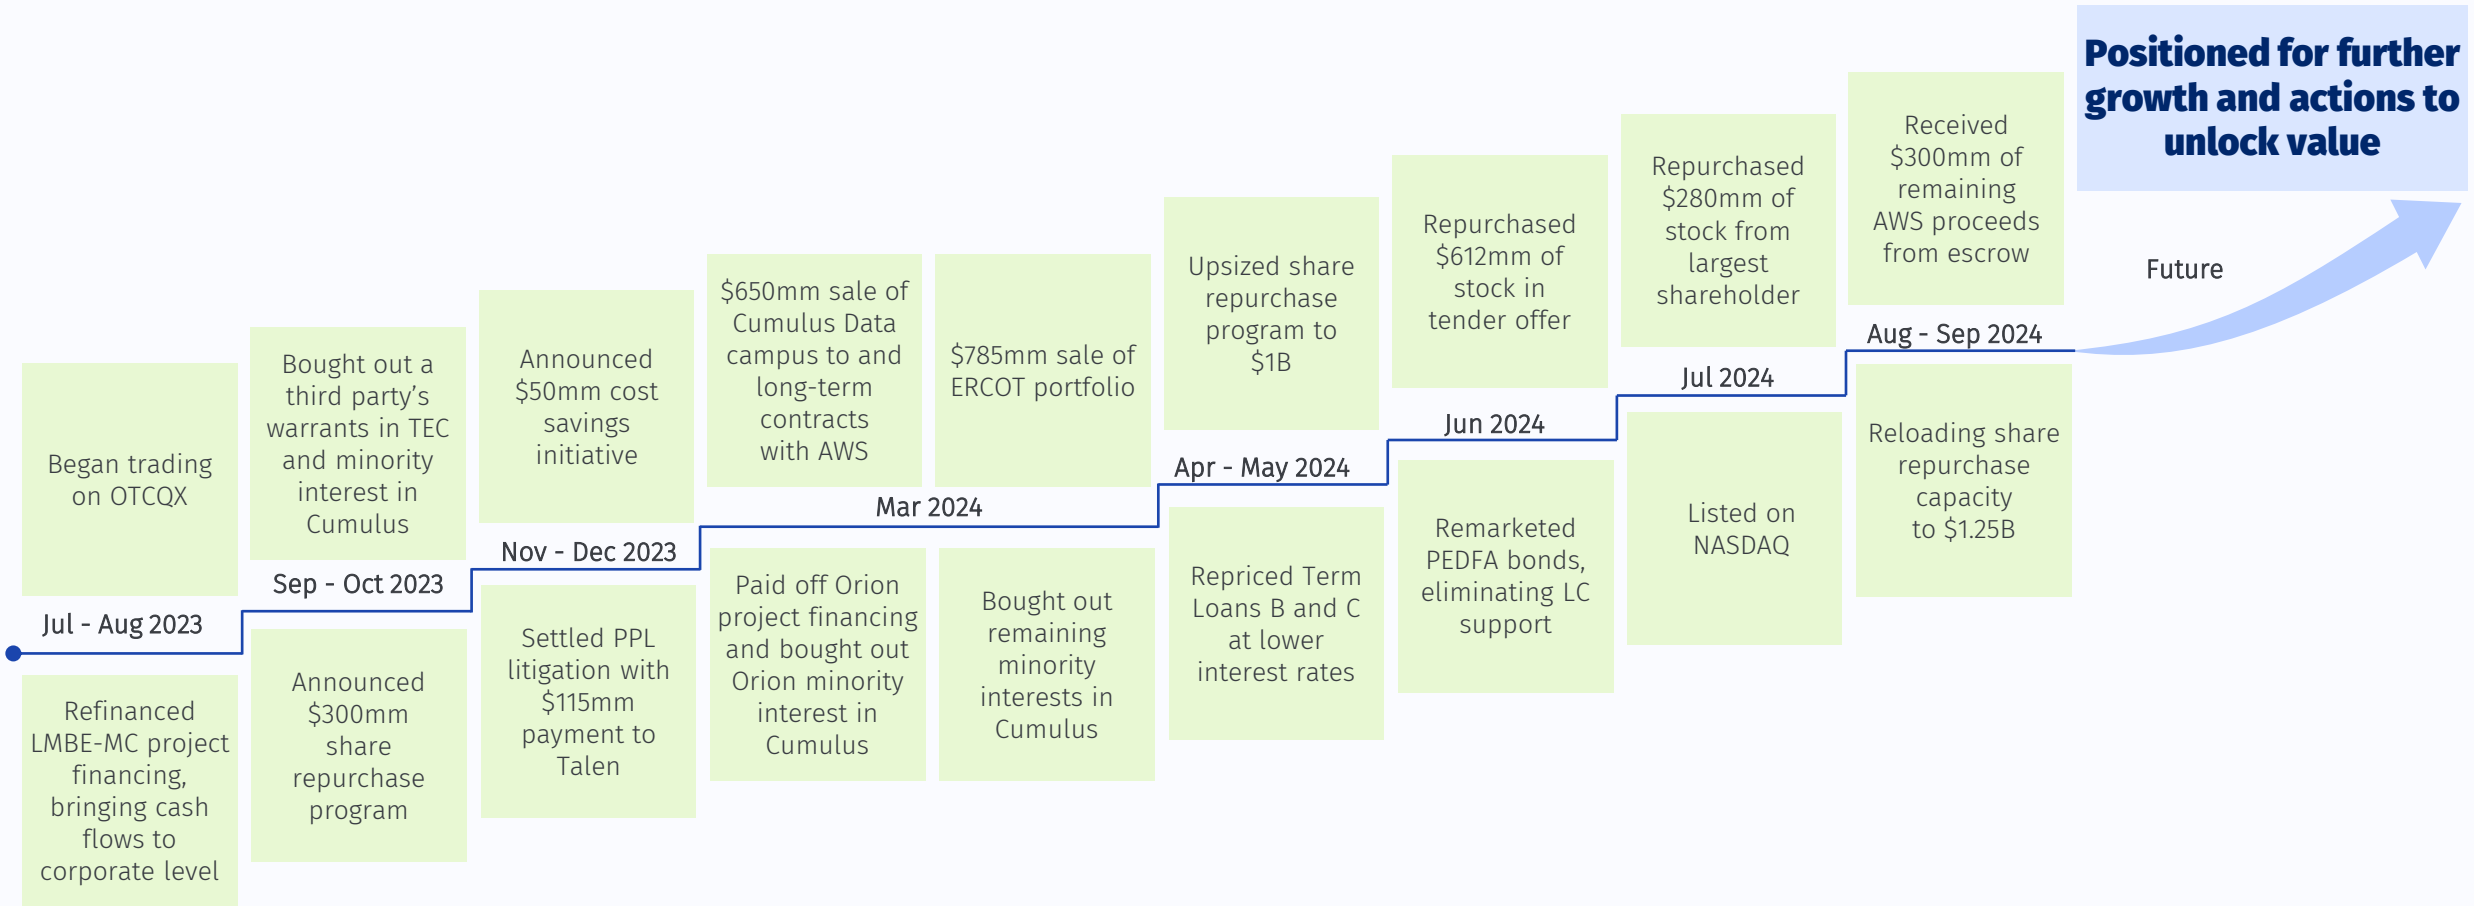 Positioned for further
growth and actions to
unlock value
Future
Began trading
on OTCQX
Jul - Aug 2023
Refinanced
LMBE-MC project
financing,
bringing cash
flows to
corporate level
Bought out a
third party’s
warrants in TEC
and minority
interest in
Cumulus
Sep - Oct 2023
Announced
$300mm
share
repurchase
program
Announced
$50mm cost
savings
initiative
Nov - Dec 2023
Settled PPL
litigation with
$115mm
payment to
Talen
$650mm sale of
Cumulus Data
campus to and
long-term
contracts
with AWS
$785mm sale of
ERCOT portfolio
Mar 2024
Paid off Orion
project financing
and bought out
Orion minority
interest in
Cumulus
Bought out
remaining
minority
interests in
Cumulus
Upsized share
repurchase
program to
$1B
Apr - May 2024
Repriced Term
Loans B and C
at lower
interest rates
Repurchased
$612mm of
stock in
tender offer
Jun 2024
Remarketed
PEDFA bonds,
eliminating LC
support
Repurchased
$280mm of
stock from
largest
shareholder
Jul 2024
Listed on
NASDAQ
Received
$300mm of
remaining
AWS proceeds
from escrow
Aug - Sep 2024
Reloading share
repurchase
capacity
to $1.25B